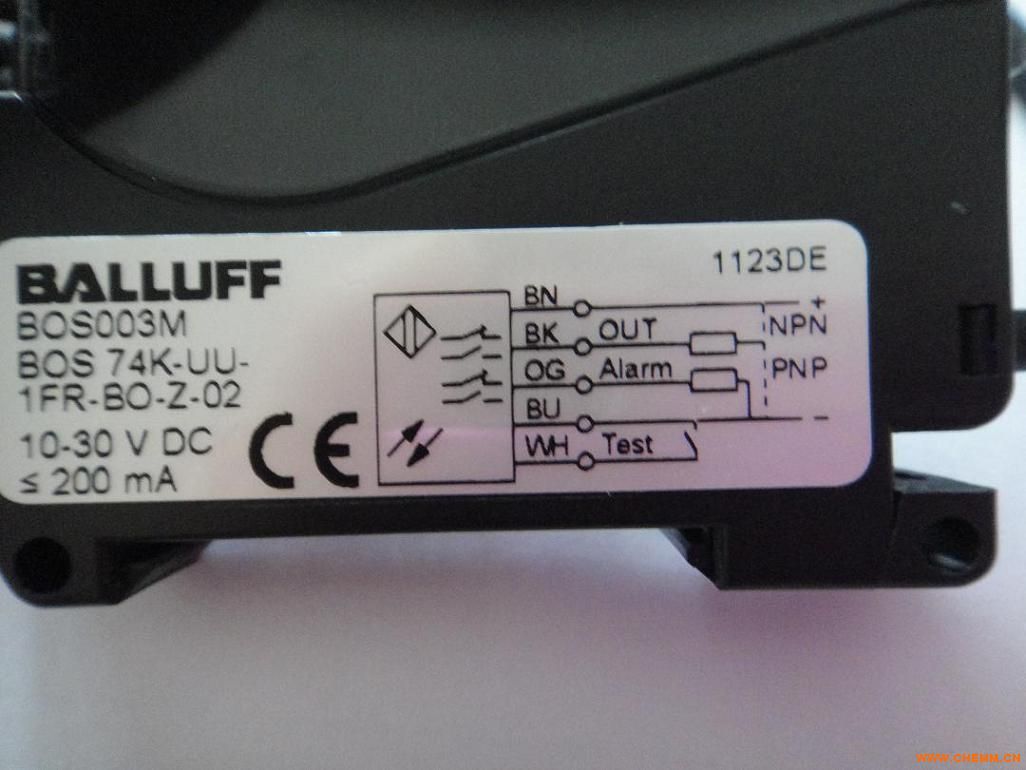 BALLUFF
1123DE
BOS003M
BOS 74K-UU-
1FR-BO-Z-02
10-30 V DC
≤ 200 mA
CE
BN +
NPN
BK OUT
PNP
OG Alarm
BU -
WH Test
WWW.CHEMM.CN